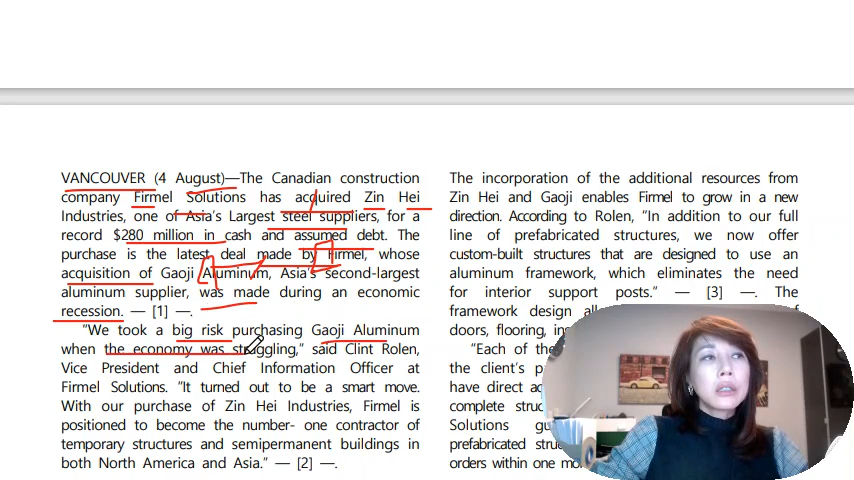 VANCOUVER (4 August)—The Canadian construction
company Firmel Solutions has acquired Zin Hei
Industries, one of Asia's Largest steel suppliers, for a
record $280 million in cash and assumed debt. The
purchase is the latest deal made by Firmel, whose
acquisition of Gaoji Aluminum, Asia's second-largest
aluminum supplier, was made during an economic
recession. — [1] —.
"We took a big risk purchasing Gaoji Aluminum
when the economy was struggling," said Clint Rolen,
Vice President and Chief Information Officer at
Firmel Solutions. "It turned out to be a smart move.
With our purchase of Zin Hei Industries, Firmel is
positioned to become the number- one contractor of
temporary structures and semipermanent buildings in
both North America and Asia." — [2] —.
The incorporation of the additional resources from
Zin Hei and Gaoji enables Firmel to grow in a new
direction. According to Rolen, "In addition to our full
line of prefabricated structures, we now offer
custom-built structures that are designed to use an
aluminum framework, which eliminates the need
for interior support posts." — [3] —. The
framework design
doors, flooring,
"Each of the
the client's
have direct
complete
Solutions
prefabricated
orders within one